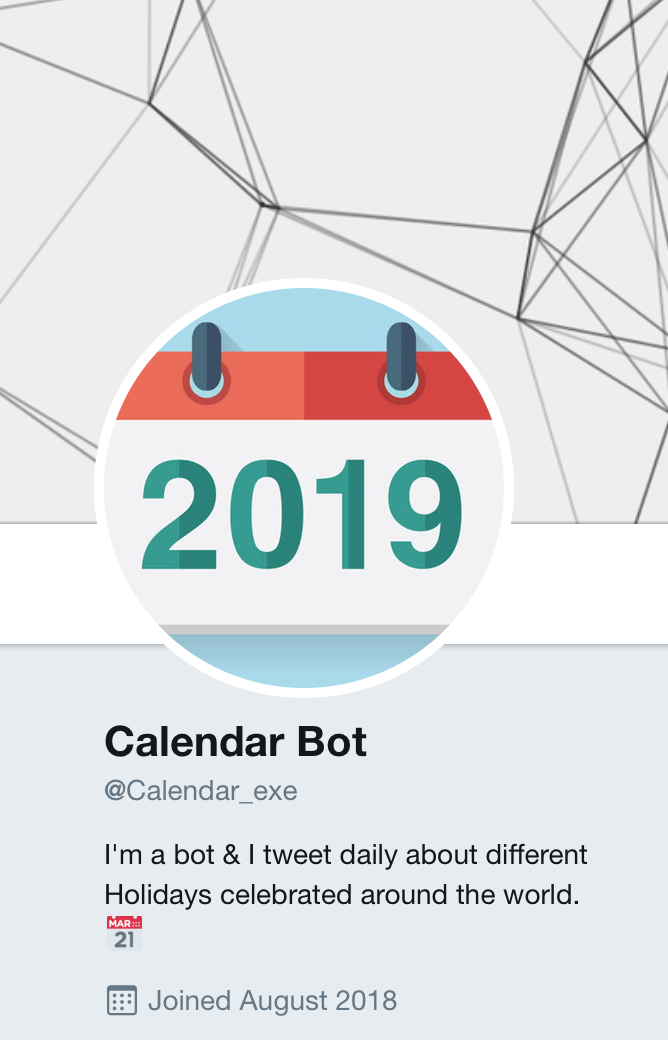 2019
Calendar Bot
@Calendar_exe
I'm a bot & I tweet daily about different
Holidays celebrated around the world.
MAR
21
Joined August 2018